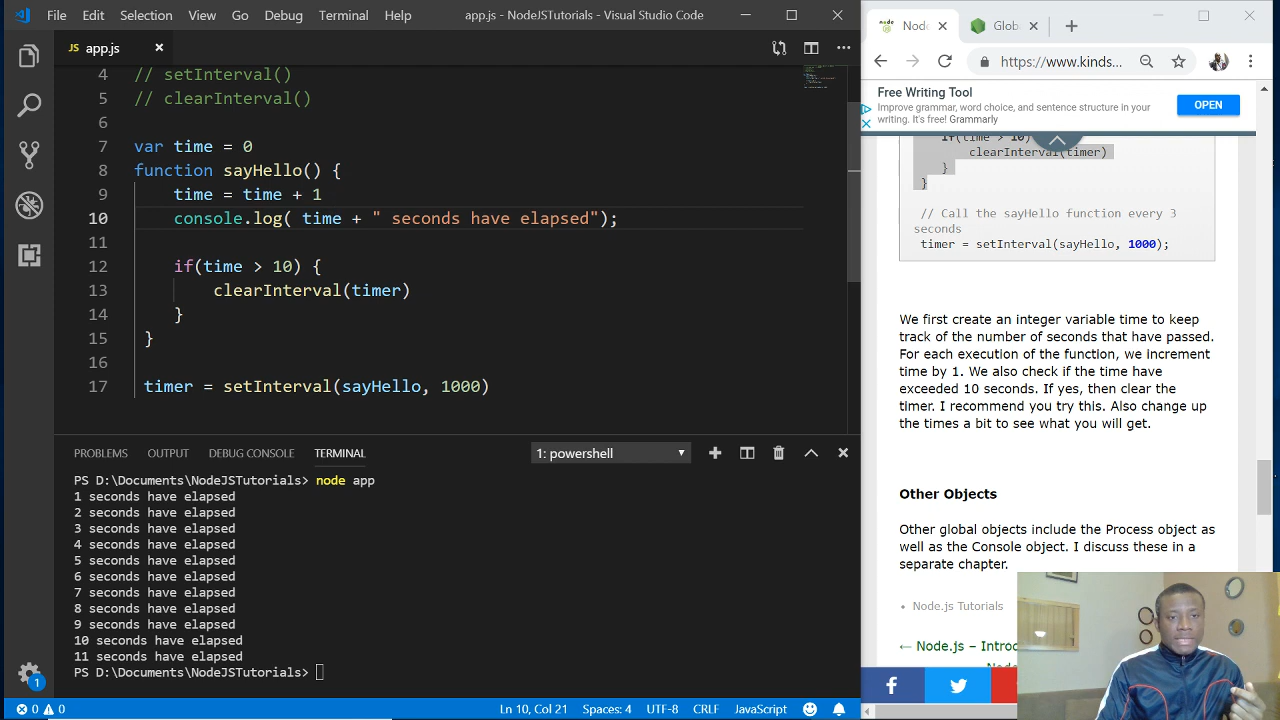 File Edit Selection View Go Debug Terminal Help app.js - NodeJSTutorials - Visual Studio Code
JS app.js
4 // setInterval()
5 // clearInterval()
6
7 var time = 0
8 function sayHello() {
9 time = time + 1
10 console.log( time + " seconds have elapsed");
11
12 if(time > 10) {
13 clearInterval(timer)
14 }
15 }
16
17 timer = setInterval(sayHello, 1000)
PROBLEMS OUTPUT DEBUG CONSOLE TERMINAL 1: powershell
PS D:\Documents\NodeJSTutorials> node app
1 seconds have elapsed
2 seconds have elapsed
3 seconds have elapsed
4 seconds have elapsed
5 seconds have elapsed
6 seconds have elapsed
7 seconds have elapsed
8 seconds have elapsed
9 seconds have elapsed
10 seconds have elapsed
11 seconds have elapsed
PS D:\Documents\NodeJSTutorials>
1
0 0 Ln 10, Col 21 Spaces: 4 UTF-8 CRLF JavaScript
Node Glob
https://www.kinds...
Free Writing Tool
Improve grammar, word choice, and sentence structure in your
writing. It's free! Grammarly
OPEN
if(time > 10)
clearInterval(timer)
}
}
// Call the sayHello function every 3
seconds
timer = setInterval(sayHello, 1000);
We first create an integer variable time to keep
track of the number of seconds that have passed.
For each execution of the function, we increment
time by 1. We also check if the time have
exceeded 10 seconds. If yes, then clear the
timer. I recommend you try this. Also change up
the times a bit to see what you will get.
Other Objects
Other global objects include the Process object as
well as the Console object. I discuss these in a
separate chapter.
• Node.js Tutorials
← Node.js – Introd